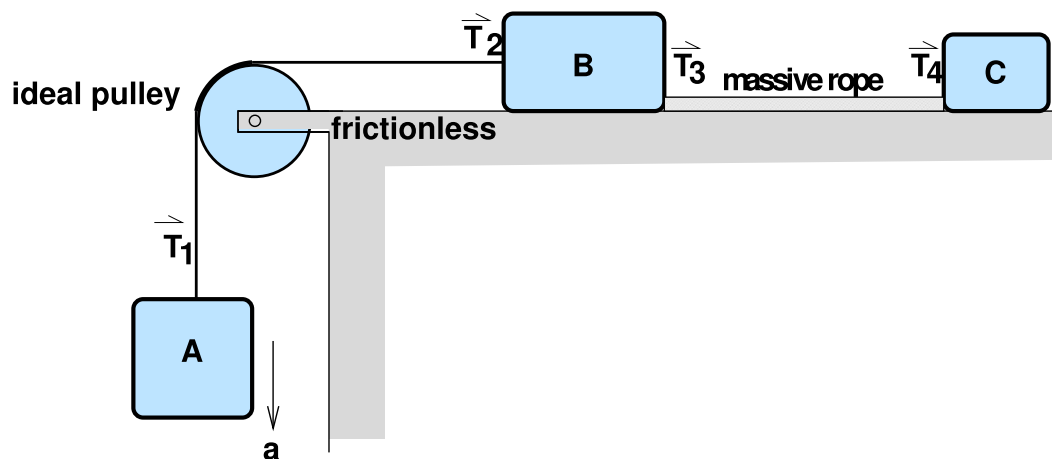 T2
B
T3
massive rope
T4
C
ideal pulley
frictionless
T1
A
a